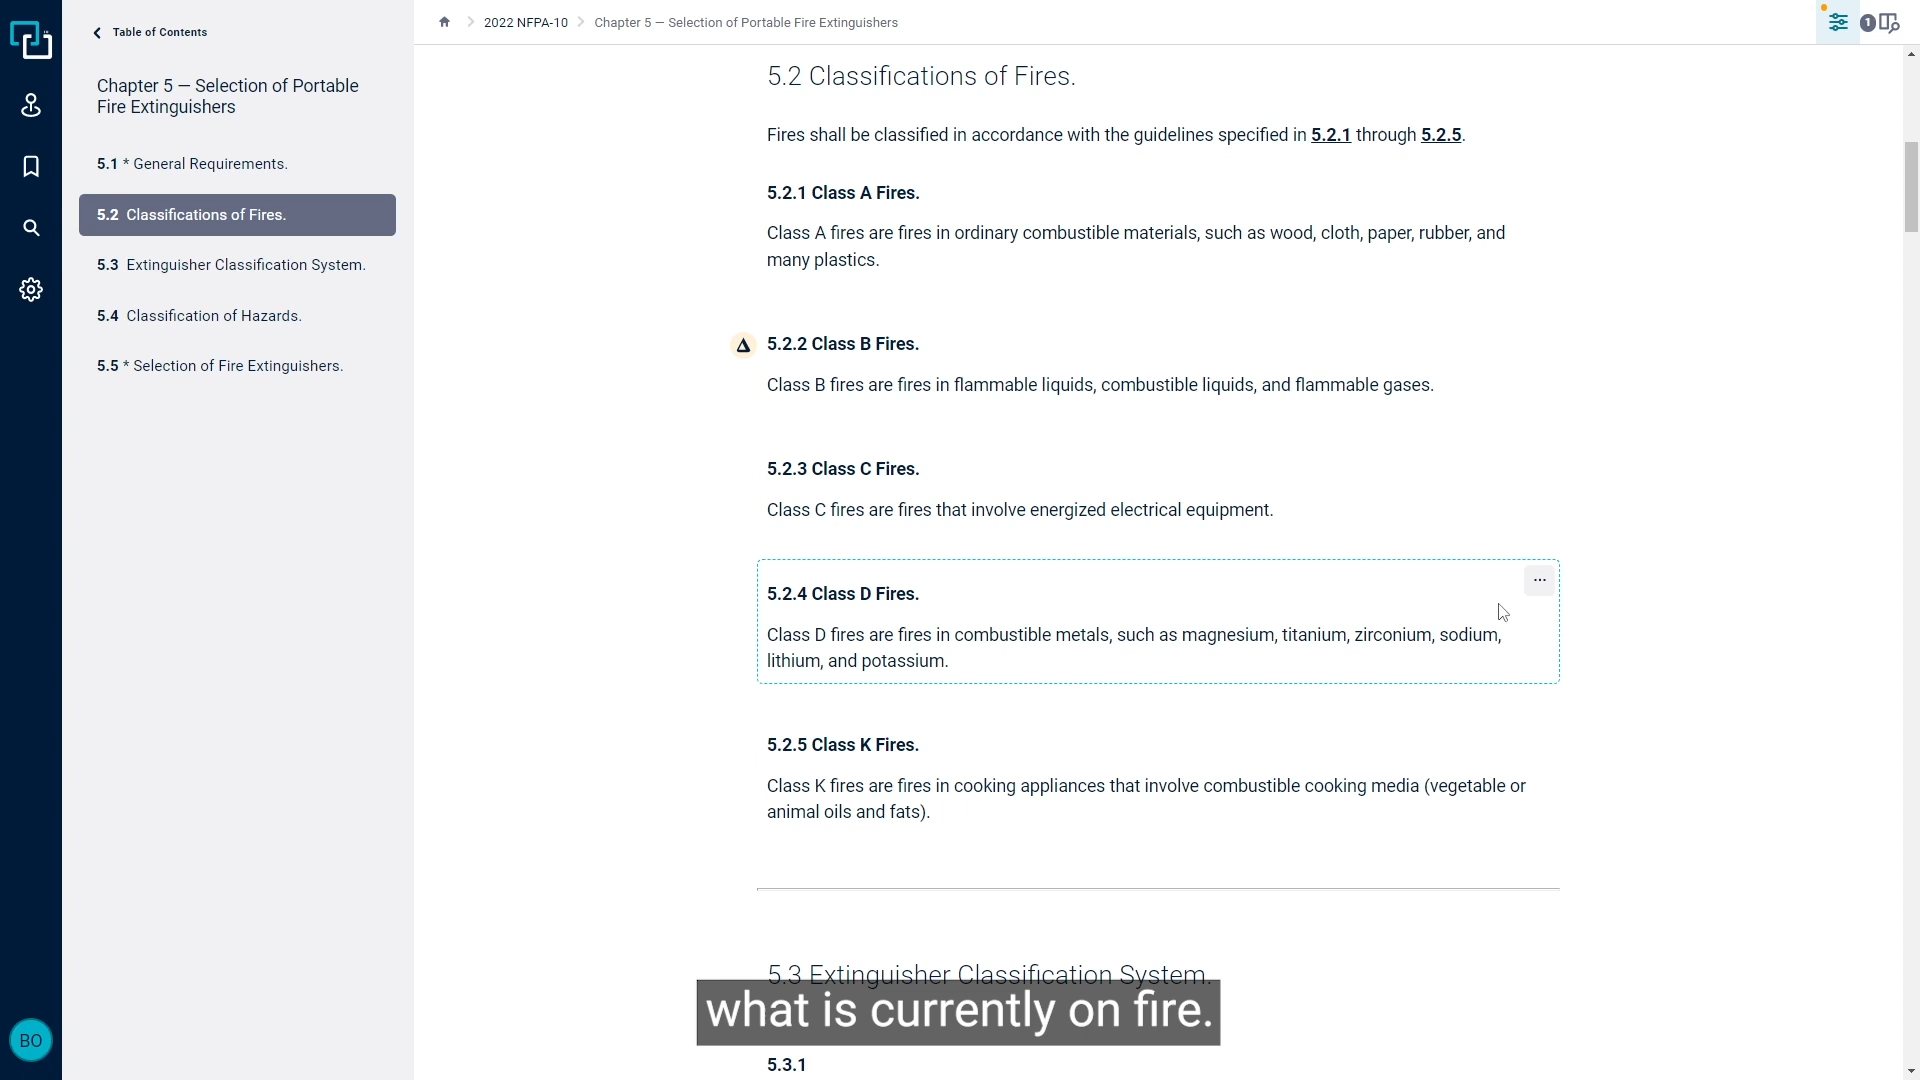 Table of Contents
Chapter 5 — Selection of Portable
Fire Extinguishers
5.1 * General Requirements.
5.2 Classifications of Fires.
5.3 Extinguisher Classification System.
5.4 Classification of Hazards.
5.5 * Selection of Fire Extinguishers.
BO
2022 NFPA-10
Chapter 5 — Selection of Portable Fire Extinguishers
1
5.2 Classifications of Fires.
Fires shall be classified in accordance with the guidelines specified in 5.2.1 through 5.2.5.
5.2.1 Class A Fires.
Class A fires are fires in ordinary combustible materials, such as wood, cloth, paper, rubber, and
many plastics.
5.2.2 Class B Fires.
Class B fires are fires in flammable liquids, combustible liquids, and flammable gases.
5.2.3 Class C Fires.
Class C fires are fires that involve energized electrical equipment.
5.2.4 Class D Fires.
Class D fires are fires in combustible metals, such as magnesium, titanium, zirconium, sodium,
lithium, and potassium.
5.2.5 Class K Fires.
Class K fires are fires in cooking appliances that involve combustible cooking media (vegetable or
animal oils and fats).
5.3 Extinguisher Classification System.
what is currently on fire.
5.3.1